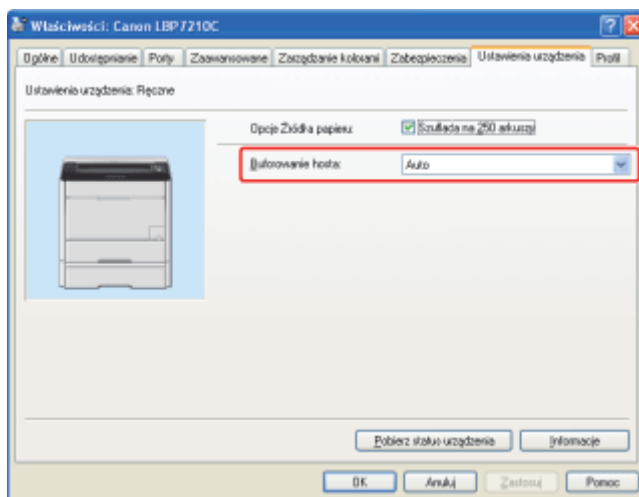 Właściwości: Canon LBP7210C
Ogólne Udostępnianie Porty Zaawansowane Zarządzanie kolorami Zabezpieczenia Ustawienia urządzenia Profil
Ustawienia urządzenia: Ręczne
Opcje Źródła papieru: Szuflada na 250 arkuszy
Buforowanie hosta: Auto
Pobierz status urządzenia Informacje
OK Anuluj Zastosuj Pomoc